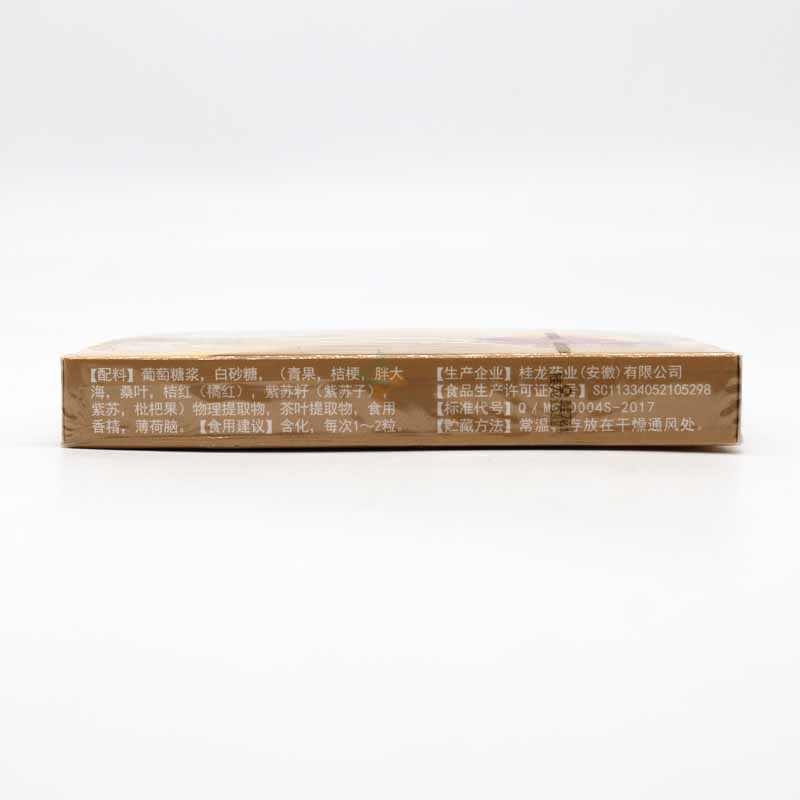 【配料】葡萄糖浆，白砂糖，（青果，桔梗，胖大
海，桑叶，桔红（橘红），紫苏籽（紫苏子），
紫苏，枇杷果）物理提取物，茶叶提取物，食用
香精，薄荷脑。【食用建议】含化，每次1～2粒。
【生产企业】桂龙药业(安徽)有限公司
【食品生产许可证 号】SC11334052105298
【标准代号】Q/M 0004S-2017
【贮藏方法】常温，存放在干燥通风处。